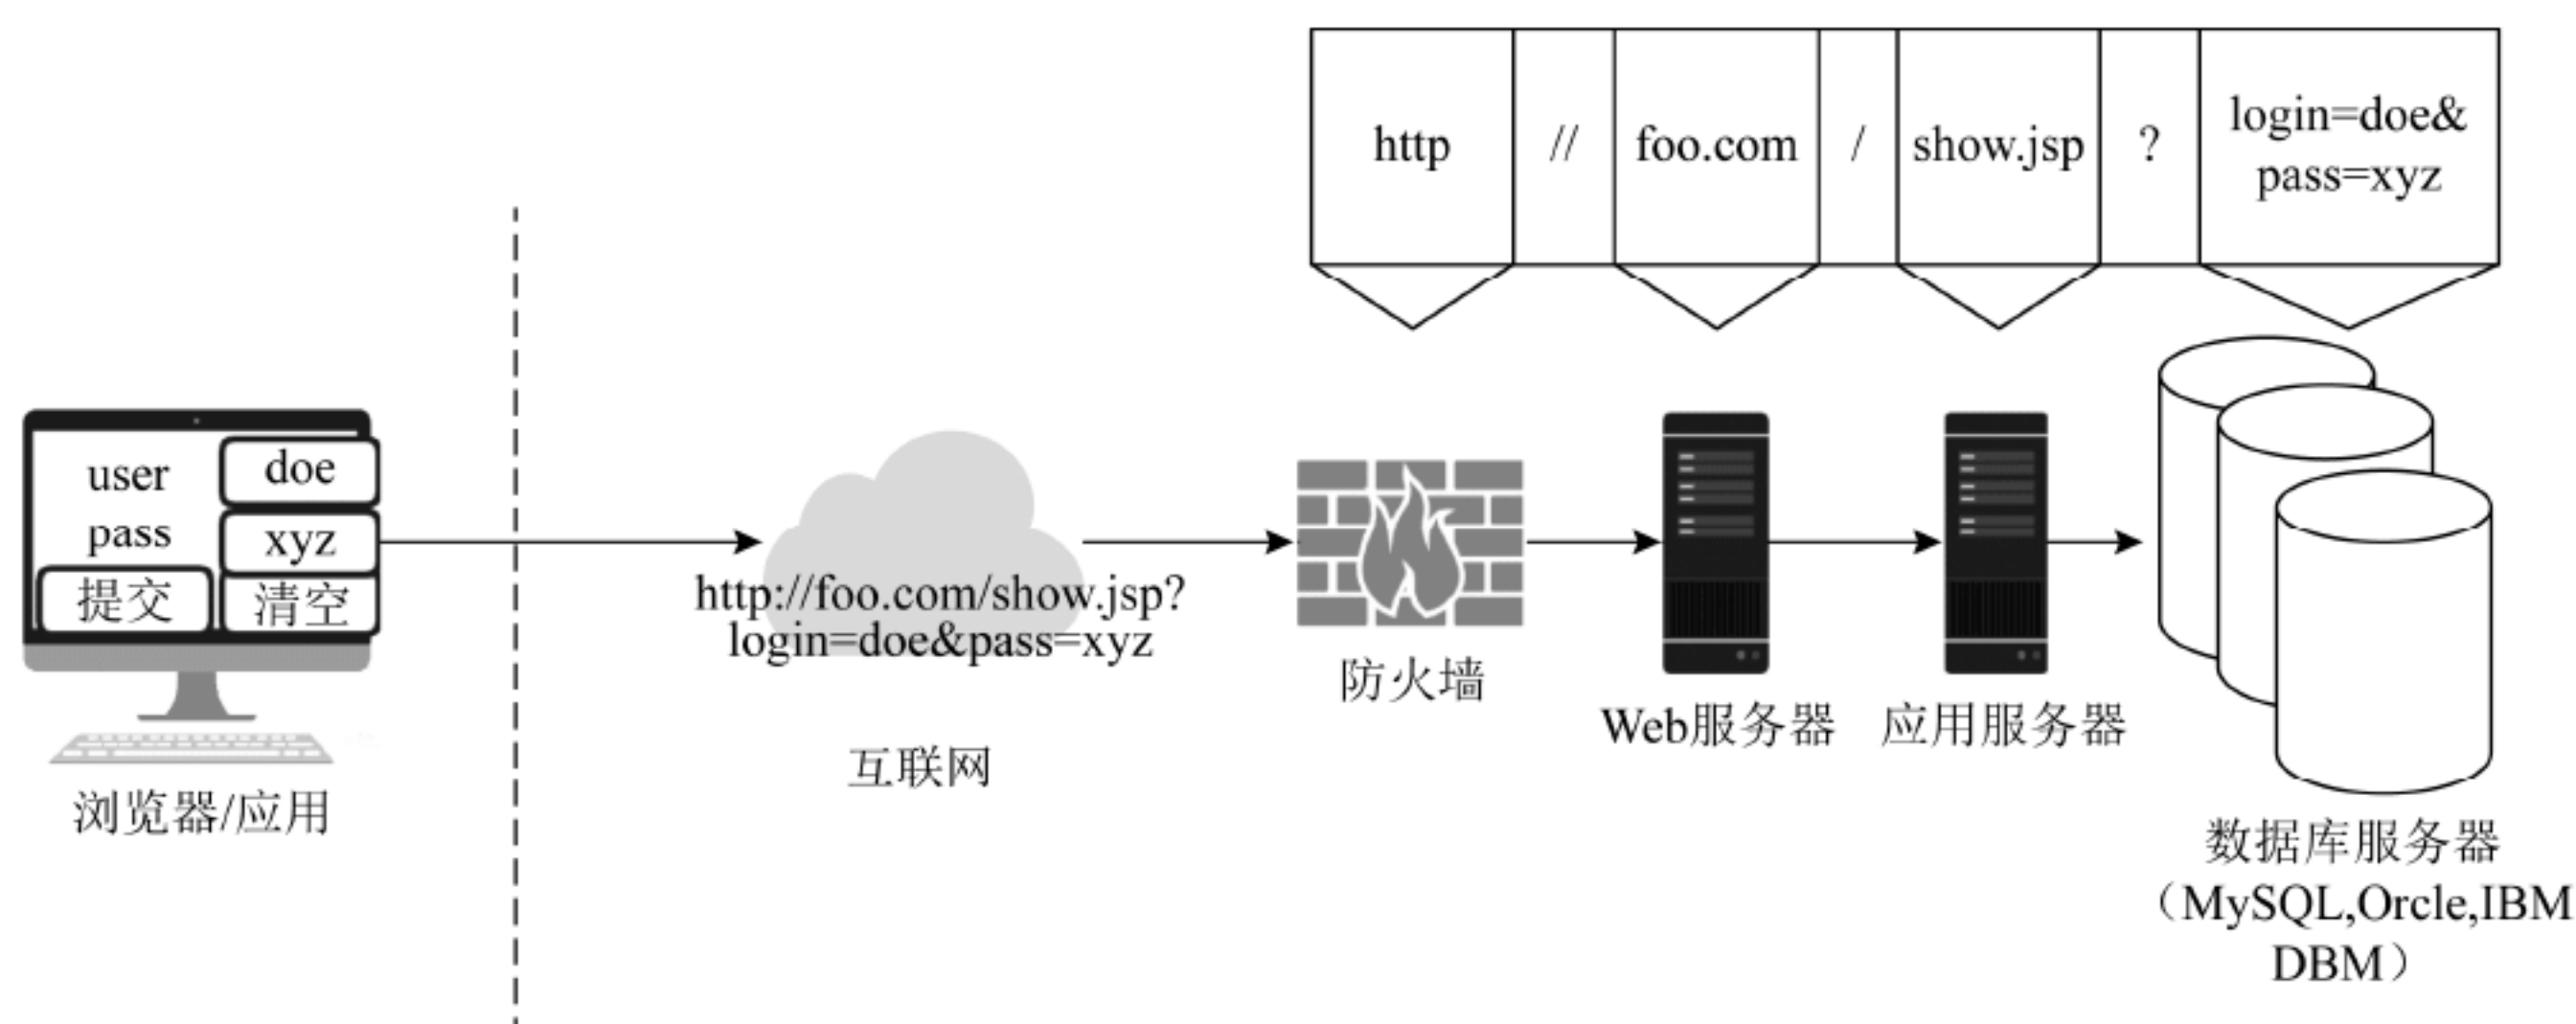 http // foo.com / show.jsp ? login=doe&
pass=xyz
user doe
pass xyz
提交 清空
浏览器/应用
http://foo.com/show.jsp?
login=doe&pass=xyz
互联网
防火墙
Web服务器
应用服务器
数据库服务器
（MySQL,Orcle,IBM
DBM）